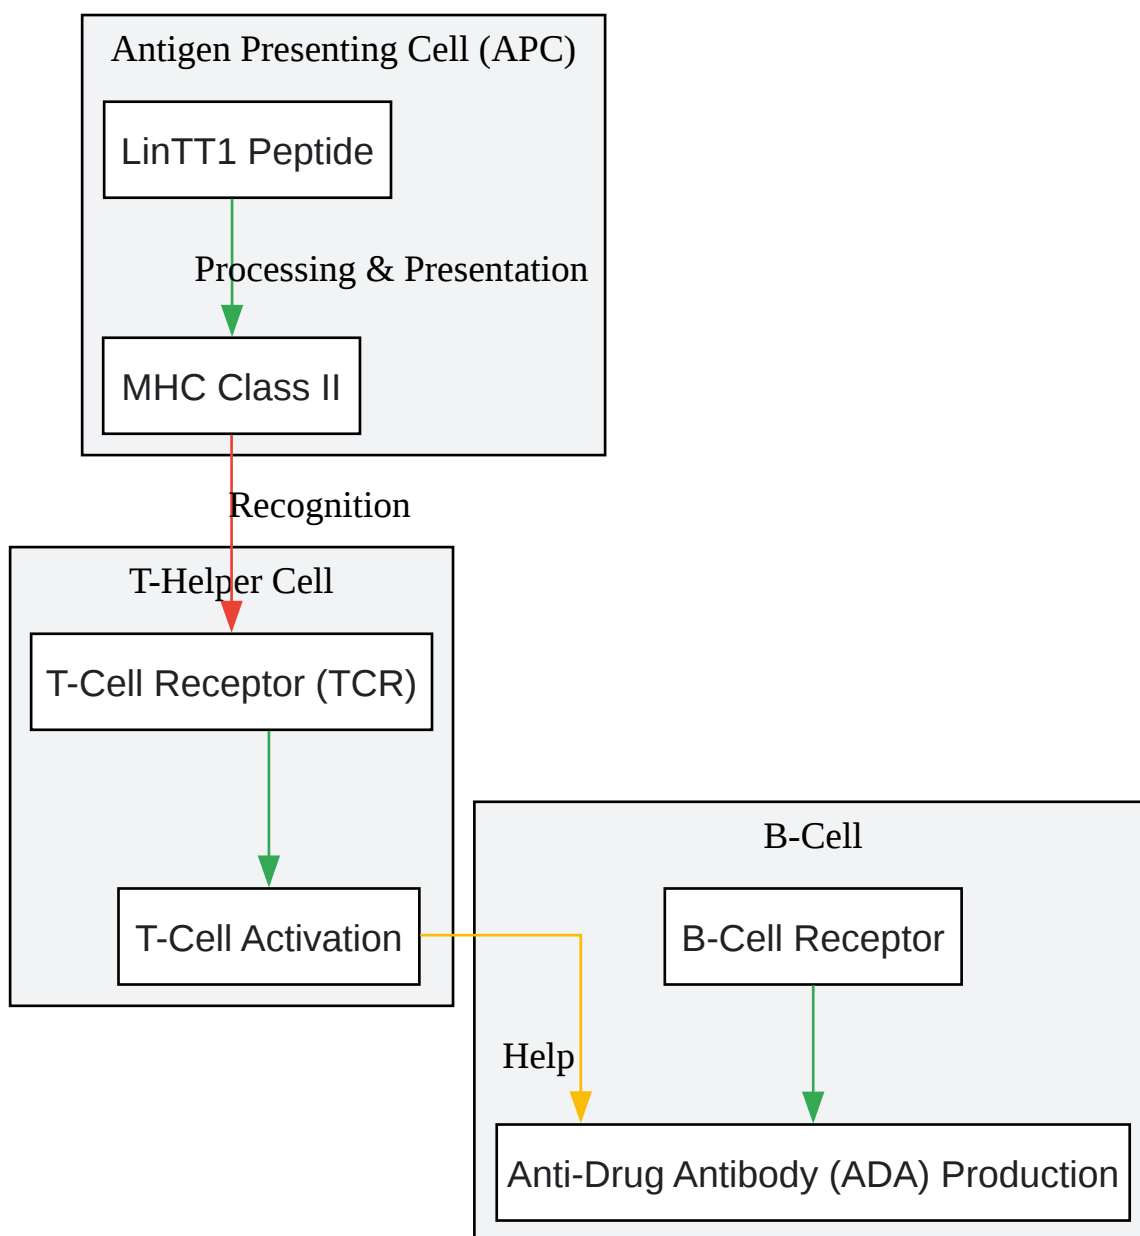 Antigen Presenting Cell (APC)
LinTT1 Peptide
Processing & Presentation
MHC Class II
Recognition
T-Helper Cell
T-Cell Receptor (TCR)
B-Cell
T-Cell Activation
B-Cell Receptor
Help
Anti-Drug Antibody (ADA) Production